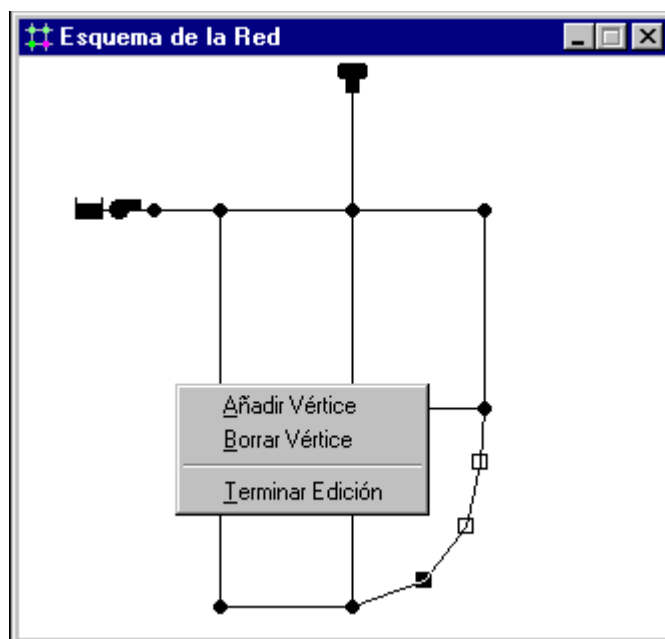 Esquema de la Red
Añadir Vértice
Borrar Vértice
Terminar Edición